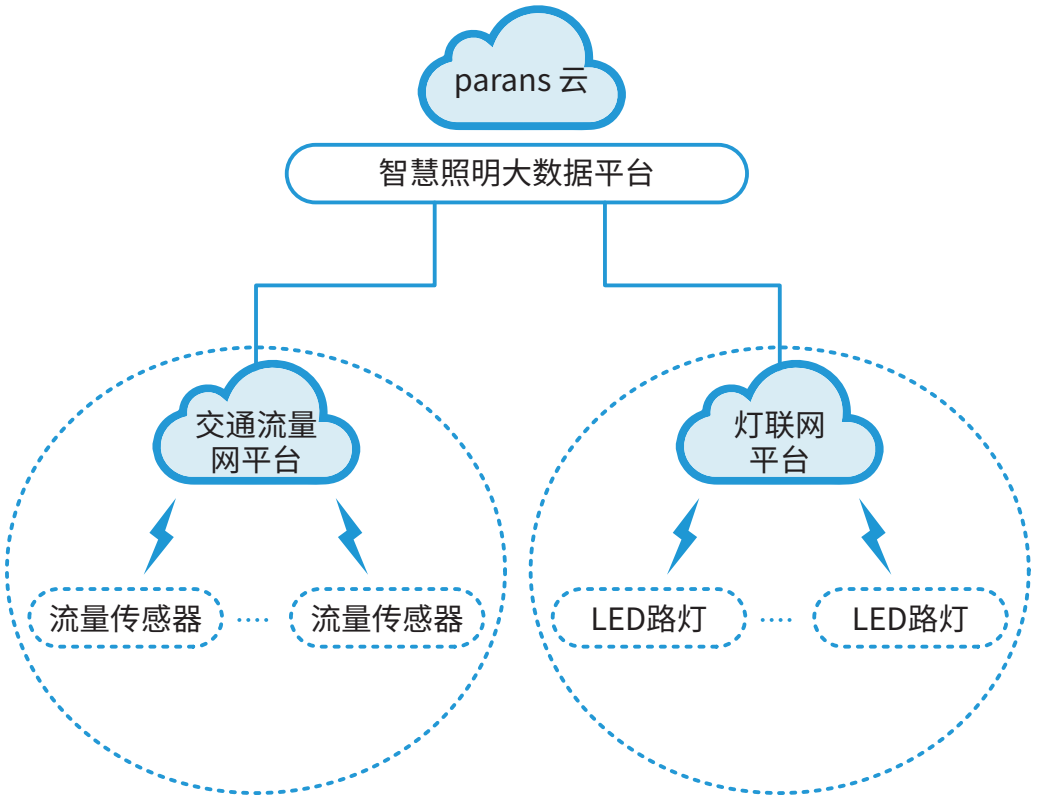 parans 云
智慧照明大数据平台
交通流量
网平台
灯联网
平台
流量传感器
....
流量传感器
LED路灯
....
LED路灯